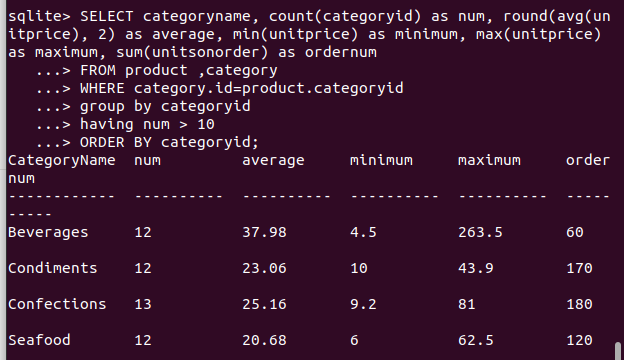 sqlite> SELECT categoryname, count(categoryid) as num, round(avg(un
itprice), 2) as average, min(unitprice) as minimum, max(unitprice)
as maximum, sum(unitsonorder) as ordernum
   ...> FROM product ,category
   ...> WHERE category.id=product.categoryid
   ...> group by categoryid
   ...> having num > 10
   ...> ORDER BY categoryid;
CategoryName  num         average     minimum     maximum     order
num
------------  ----------  ----------  ----------  ----------  -----
-----
Beverages     12          37.98       4.5         263.5       60
Condiments    12          23.06       10          43.9        170
Confections   13          25.16       9.2         81          180
Seafood       12          20.68       6           62.5        120